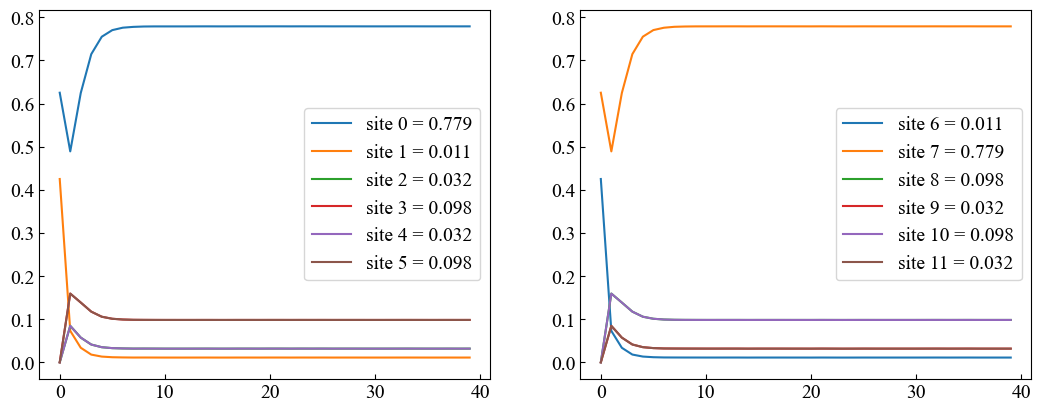 0.8
0.7
0.6
0.5
0.4
0.3
0.2
0.1
0.0
0 10 20 30 40
site 0 = 0.779
site 1 = 0.011
site 2 = 0.032
site 3 = 0.098
site 4 = 0.032
site 5 = 0.098
0.8
0.7
0.6
0.5
0.4
0.3
0.2
0.1
0.0
0 10 20 30 40
site 6 = 0.011
site 7 = 0.779
site 8 = 0.098
site 9 = 0.032
site 10 = 0.098
site 11 = 0.032